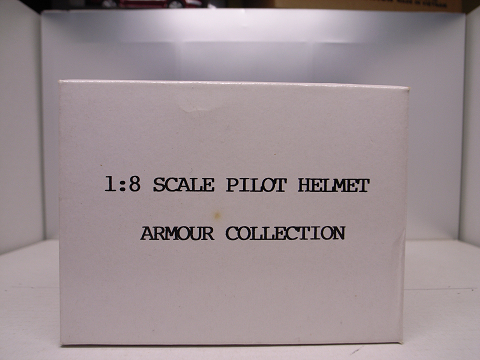 1:8 SCALE PILOT HELMET
ARMOUR COLLECTION